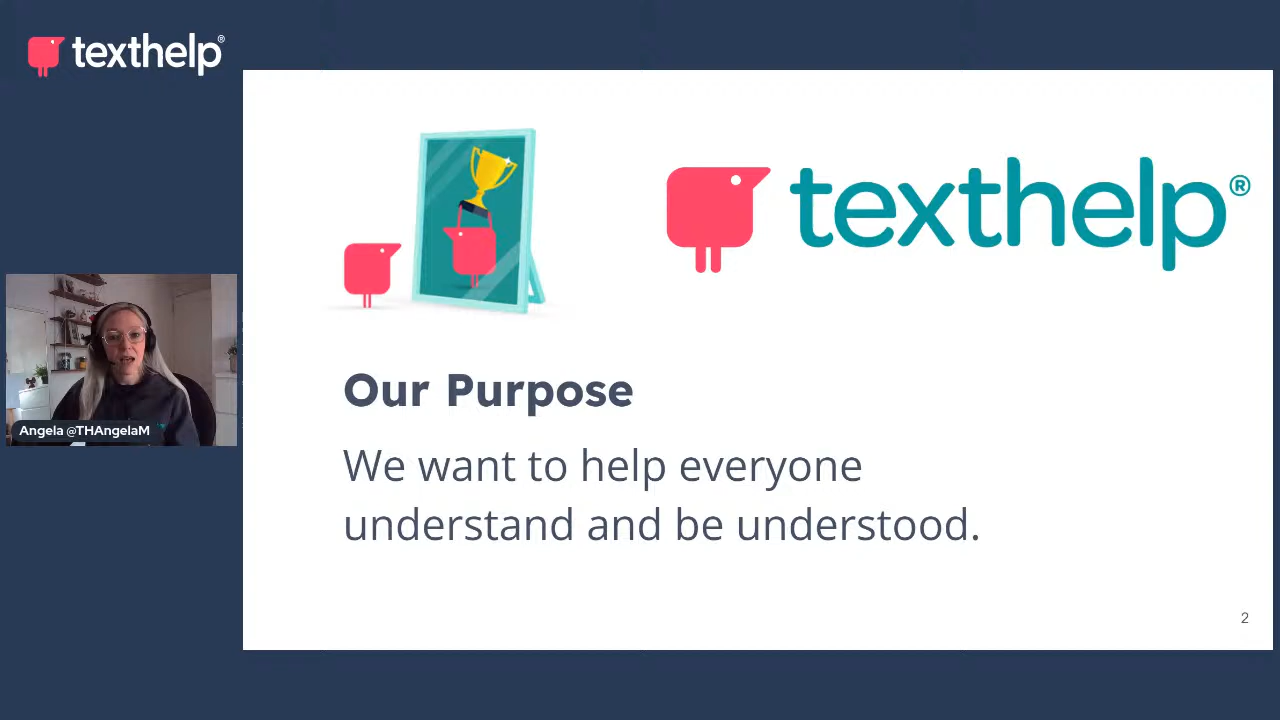 texthelp®
texthelp®
Our Purpose
We want to help everyone
understand and be understood.
Angela @THAngelaM
2